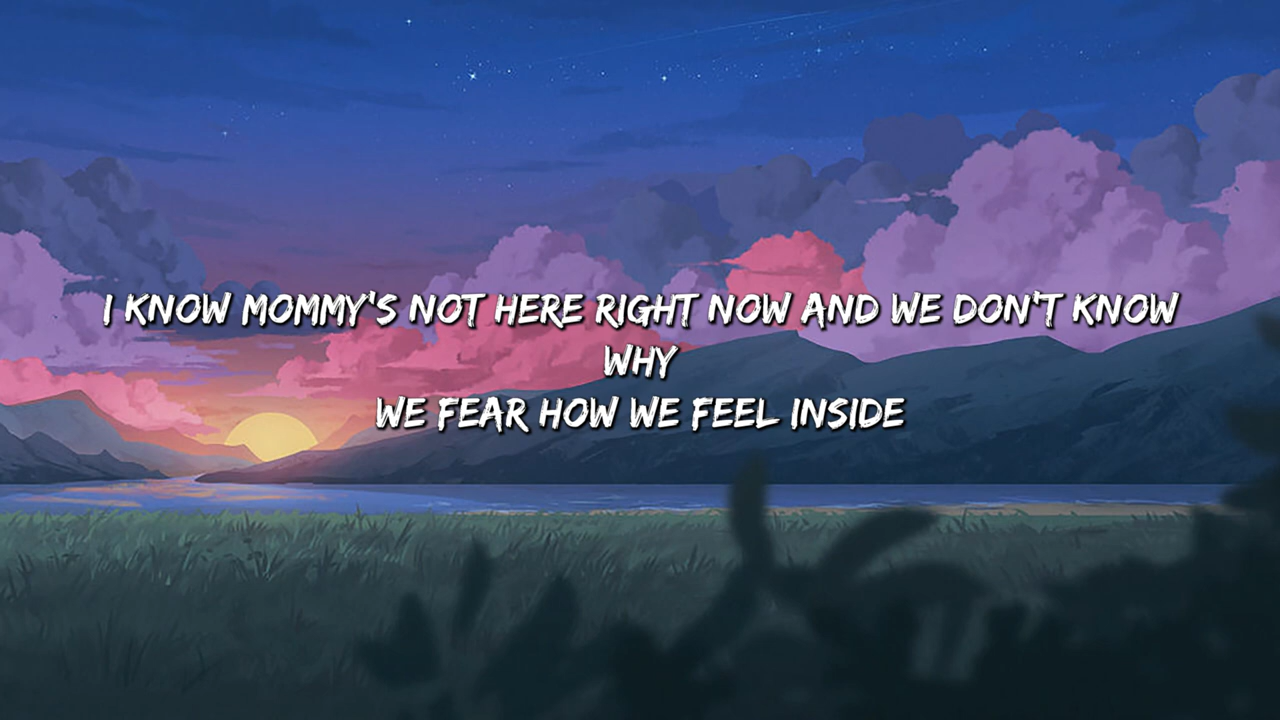 I KNOW MOMMY'S NOT HERE RIGHT NOW AND WE DON'T KNOW
WHY
WE FEAR HOW WE FEEL INSIDE